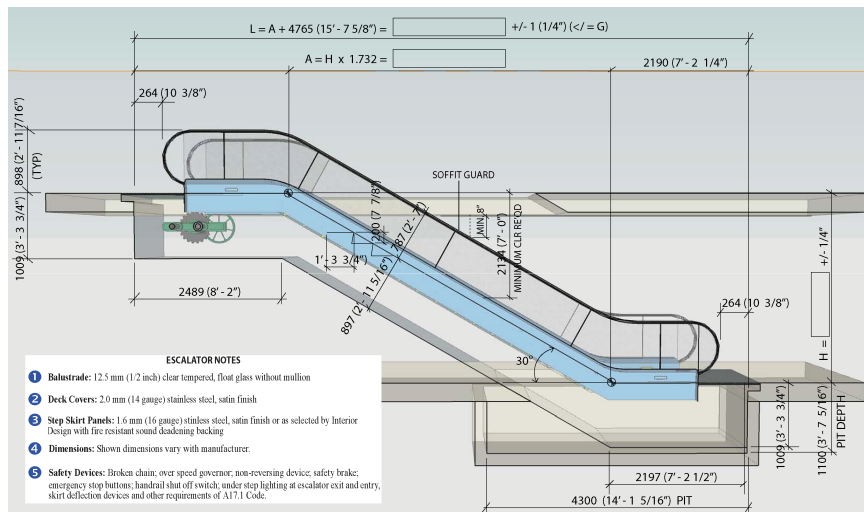 L = A + 4765 (15' - 7 5/8") =
+/- 1 (1/4") (</ = G)
A = H x 1.732 =
2190 (7' - 2 1/4")
264 (10 3/8")
898 (2' - 11 7/16")
(TYP)
SOFFIT GUARD
200 (7 7/8")
MIN. 8"
787 (2' - 7")
2134 (7' - 0")
MINIMUM CLR REQ'D
1009 (3' - 3 3/4")
1' - 3 3/4"
+/- 1/4"
2489 (8' - 2")
897 (2' - 11 5/16")
264 (10 3/8")
H =
30°
ESCALATOR NOTES
1 Balustrade: 12.5 mm (1/2 inch) clear tempered, float glass without mullion
2 Deck Covers: 2.0 mm (14 gauge) stainless steel, satin finish
3 Step Skirt Panels: 1.6 mm (16 gauge) stinless steel, satin finish or as selected by Interior
Design with fire resistant sound deadening backing
4 Dimensions: Shown dimensions vary with manufacturer.
5 Safety Devices: Broken chain; over speed governor; non-reversing device; safety brake;
emergency stop buttons; handrail shut off switch; under step lighting at escalator exit and entry,
skirt deflection devices and other requirements of A17.1 Code.
1009 (3' - 3 3/4")
1100 (3' - 7 5/16")
PIT DEPTH
2197 (7' - 2 1/2")
4300 (14' - 1 5/16") PIT